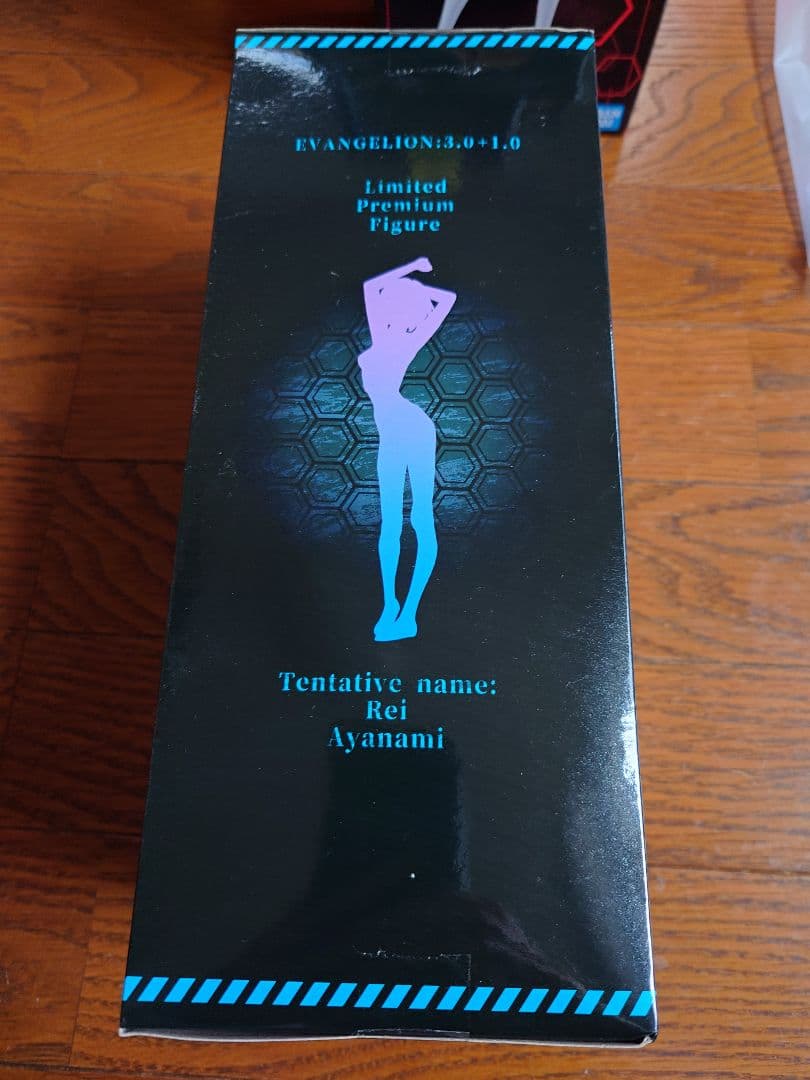 EVANGELION:3.0+1.0
Limited
Premium
Figure
Tentative name:
Rei
Ayanami